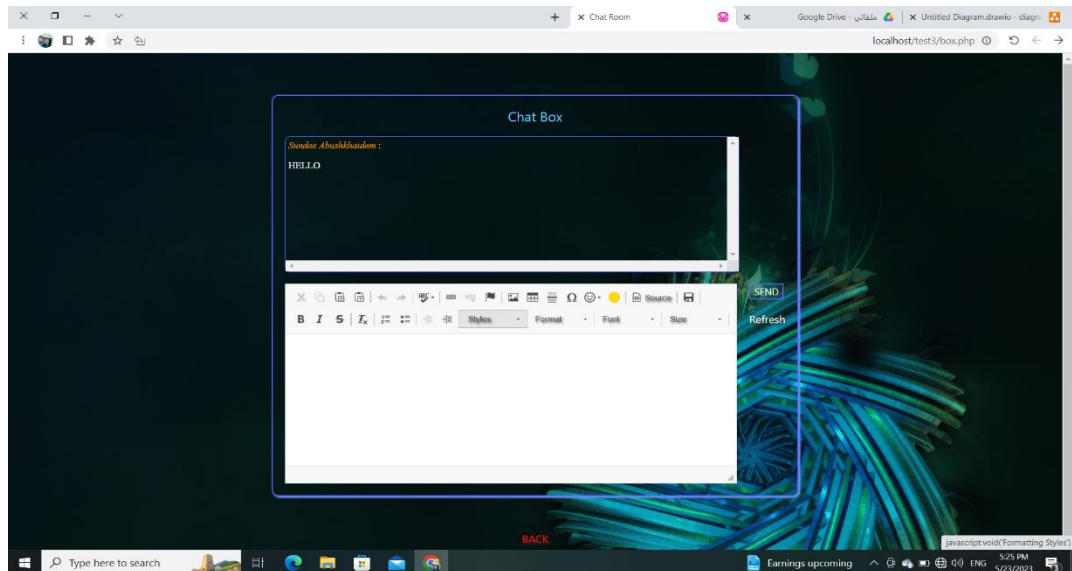 Chat Room
Google Drive - ملفاتي
Untitled Diagram.drawio - diagr
localhost/test3/box.php
Chat Box
Sundos Abushkhaidem :
HELLO
Source
SEND
Styles
Format
Font
Size
Refresh
BACK
javascript:void('Formatting Styles')
Type here to search
Earnings upcoming
ENG
5:25 PM
5/23/2023